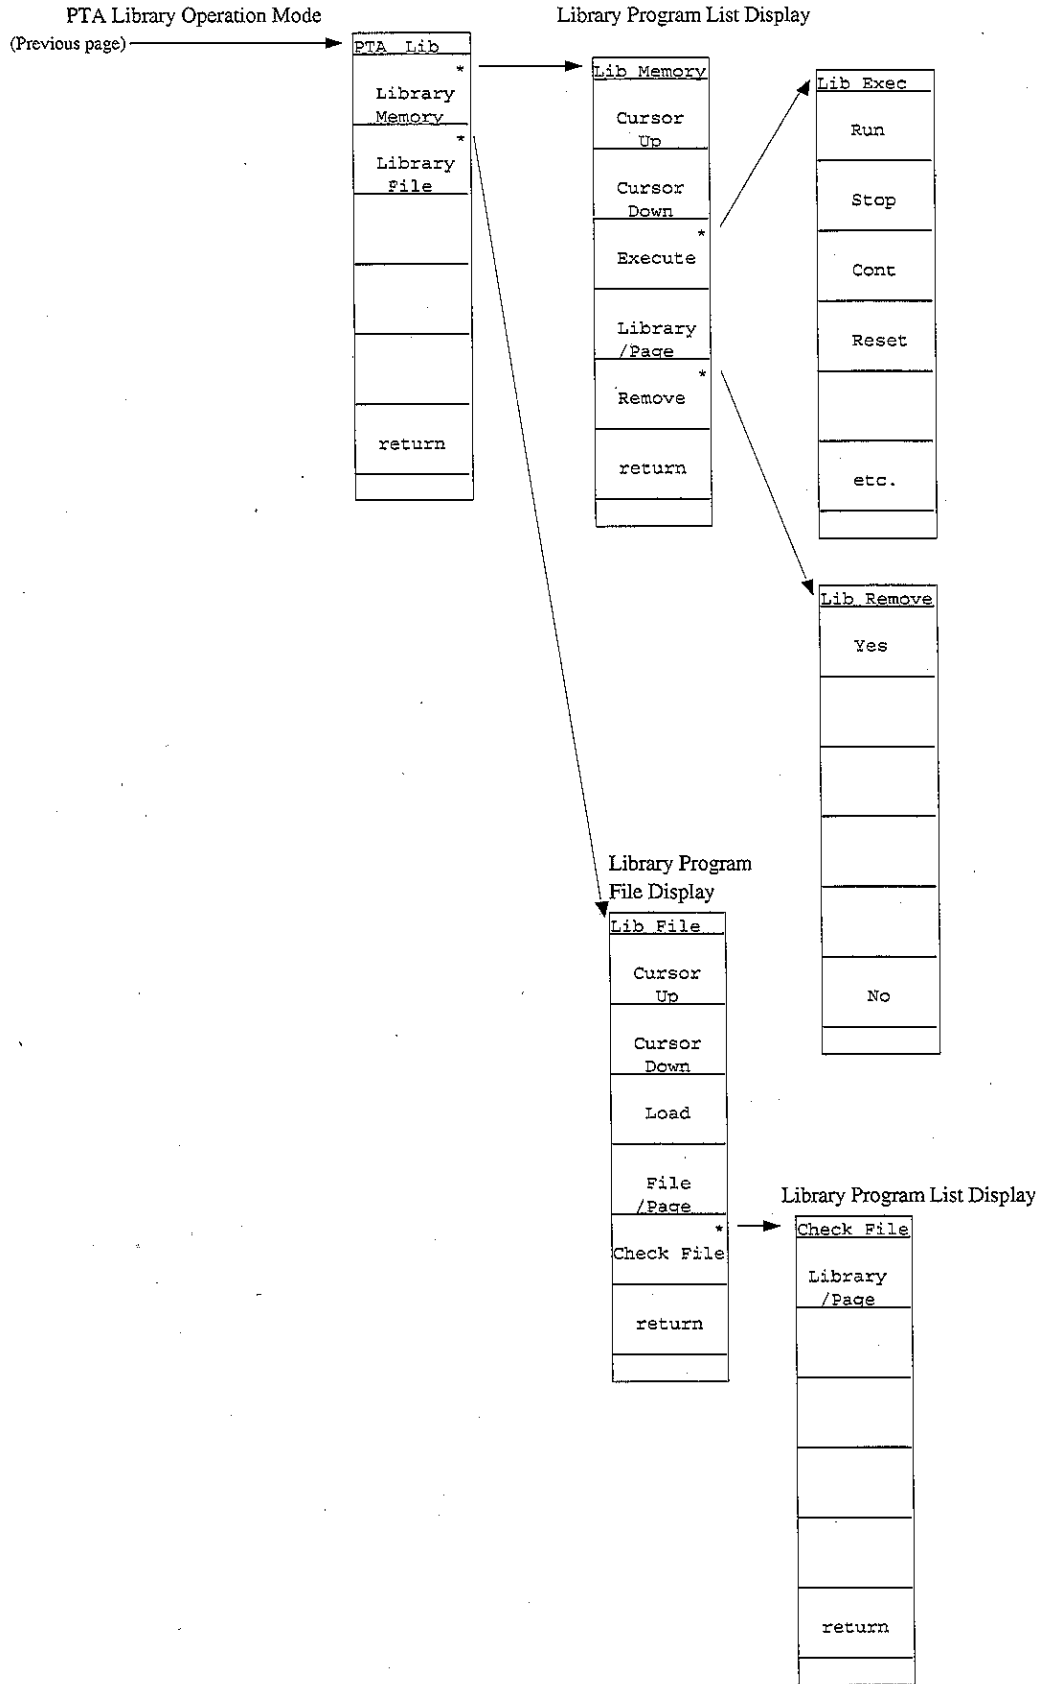 PTA Library Operation Mode
(Previous page)
PTA Lib
*
Library
Memory
*
Library
File
return
Library Program List Display
Lib Memory
Cursor
Up
Cursor
Down
*
Execute
Library
/Page
*
Remove
return
Lib Exec
Run
Stop
Cont
Reset
etc.
Lib Remove
Yes
No
Library Program
File Display
Lib File
Cursor
Up
Cursor
Down
Load
File
/Page
*
Check File
return
Library Program List Display
Check File
Library
/Page
return